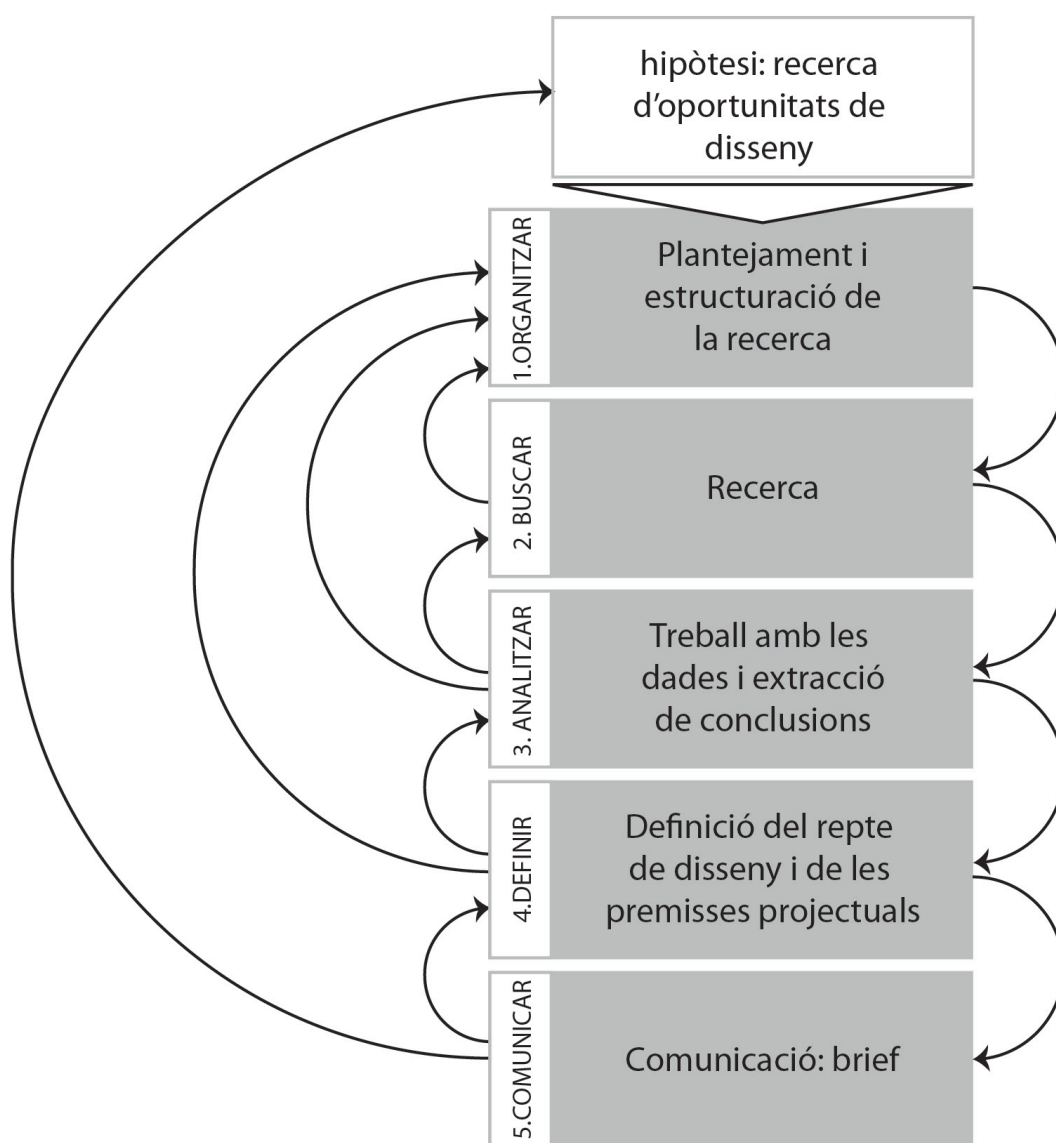 hipòtesi: recerca
d’oportunitats de
disseny
1.ORGANITZAR
Plantejament i
estructuració de
la recerca
2. BUSCAR
Recerca
3. ANALITZAR
Treball amb les
dades i extracció
de conclusions
4.DEFINIR
Definició del repte
de disseny i de les
premisses projectuals
5.COMUNICAR
Comunicació: brief